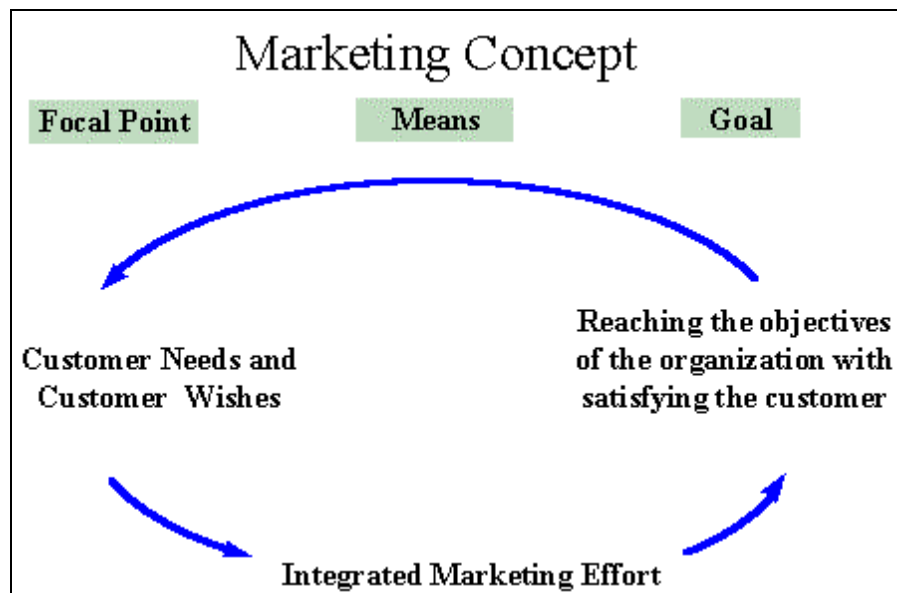 Marketing Concept
Focal Point Means Goal
Customer Needs and
Customer Wishes
Reaching the objectives
of the organization with
satisfying the customer
Integrated Marketing Effort